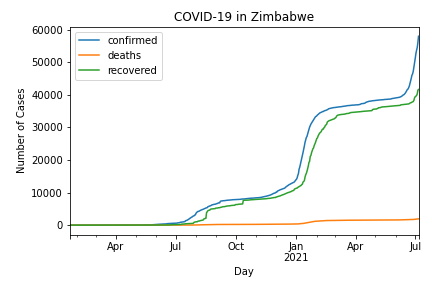 COVID-19 in Zimbabwe
confirmed
deaths
recovered
Number of Cases
60000
50000
40000
30000
20000
10000
0
Apr
Jul
Oct
Jan
2021
Apr
Jul
Day